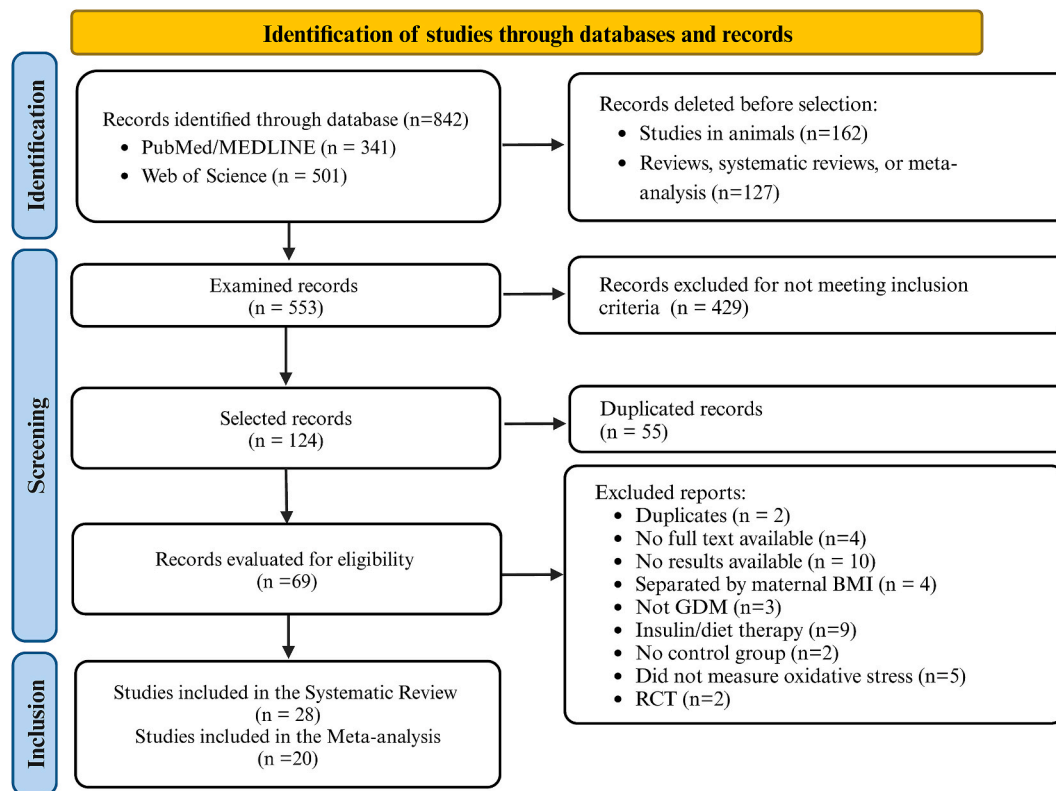 Identification of studies through databases and records
Identification
Records identified through database (n=842)
• PubMed/MEDLINE (n = 341)
• Web of Science (n = 501)
Records deleted before selection:
• Studies in animals (n=162)
• Reviews, systematic reviews, or meta-
analysis (n=127)
Screening
Examined records
(n = 553)
Records excluded for not meeting inclusion
criteria (n = 429)
Selected records
(n = 124)
Duplicated records
(n = 55)
Records evaluated for eligibility
(n =69)
Excluded reports:
• Duplicates (n = 2)
• No full text available (n=4)
• No results available (n = 10)
• Separated by maternal BMI (n = 4)
• Not GDM (n=3)
• Insulin/diet therapy (n=9)
• No control group (n=2)
• Did not measure oxidative stress (n=5)
• RCT (n=2)
Inclusion
Studies included in the Systematic Review
(n = 28)
Studies included in the Meta-analysis
(n =20)